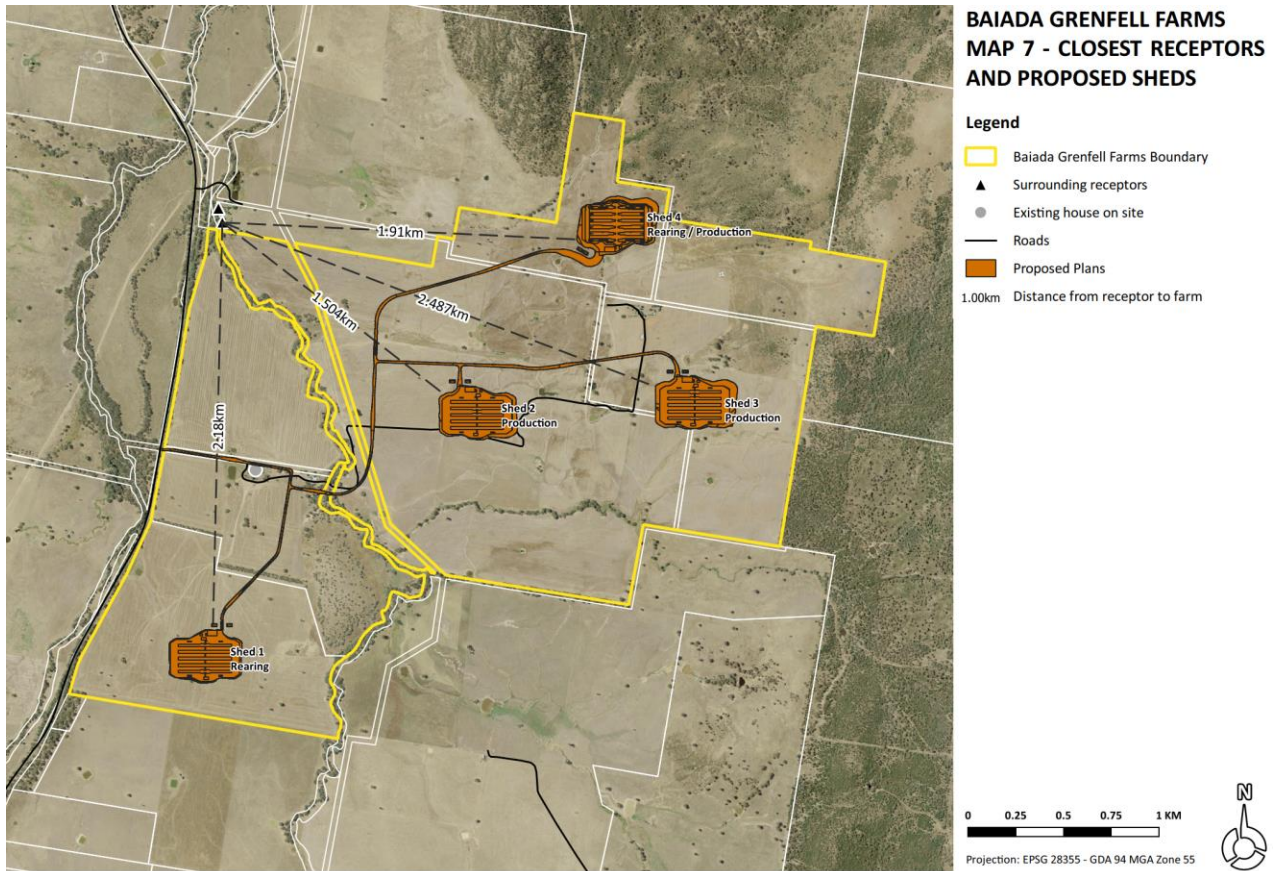 BAIADA GRENFELL FARMS
MAP 7 - CLOSEST RECEPTORS
AND PROPOSED SHEDS
Legend
Baiada Grenfell Farms Boundary
Surrounding receptors
Existing house on site
Roads
Proposed Plans
1.00km Distance from receptor to farm
Shed 4
Rearing / Production
1.91km
1.504km
2.487km
Shed 2
Production
Shed 3
Production
2.18km
Shed 1
Rearing
N
0 0.25 0.5 0.75 1 KM
Projection: EPSG 28355 - GDA 94 MGA Zone 55